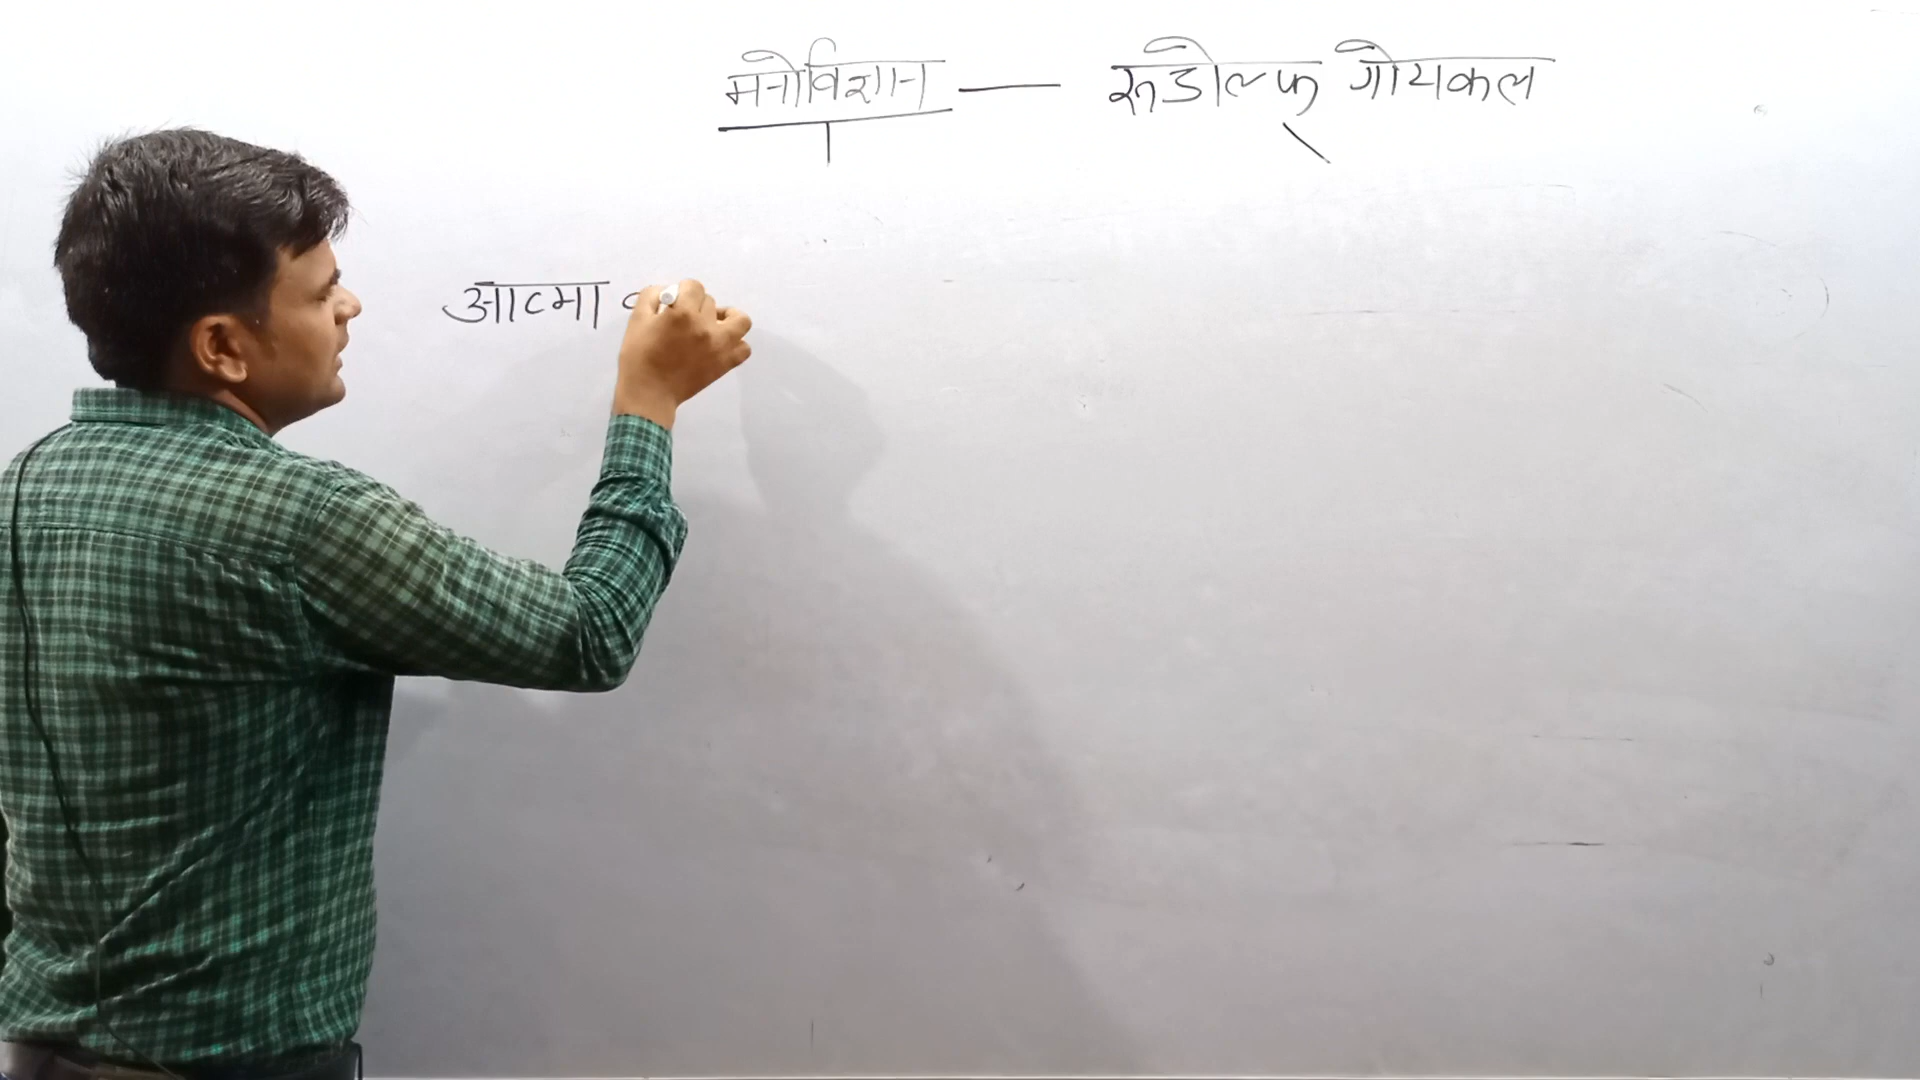 मनोविज्ञान — रूडोल्फ गोयकल
आत्मा